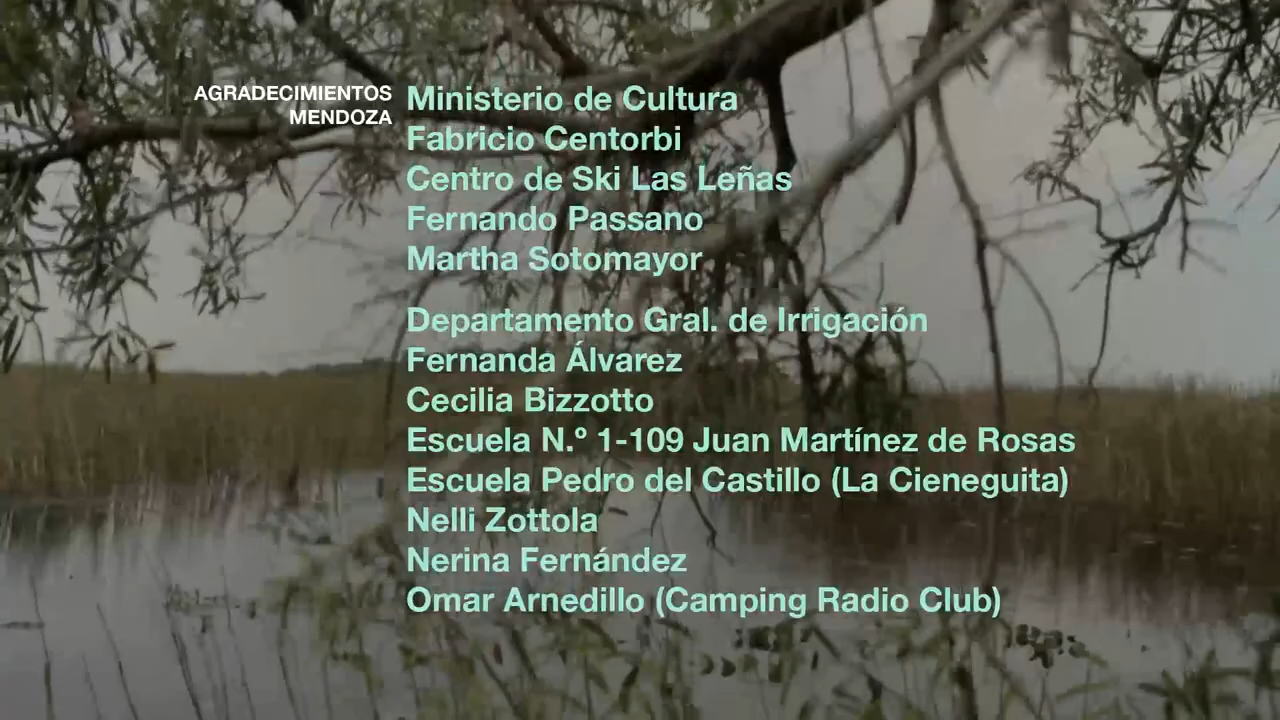 AGRADECIMIENTOS
MENDOZA
Ministerio de Cultura
Fabricio Centorbi
Centro de Ski Las Leñas
Fernando Passano
Martha Sotomayor
Departamento Gral. de Irrigación
Fernanda Álvarez
Cecilia Bizzotto
Escuela N.º 1-109 Juan Martínez de Rosas
Escuela Pedro del Castillo (La Cieneguita)
Nelli Zottola
Nerina Fernández
Omar Arnedillo (Camping Radio Club)